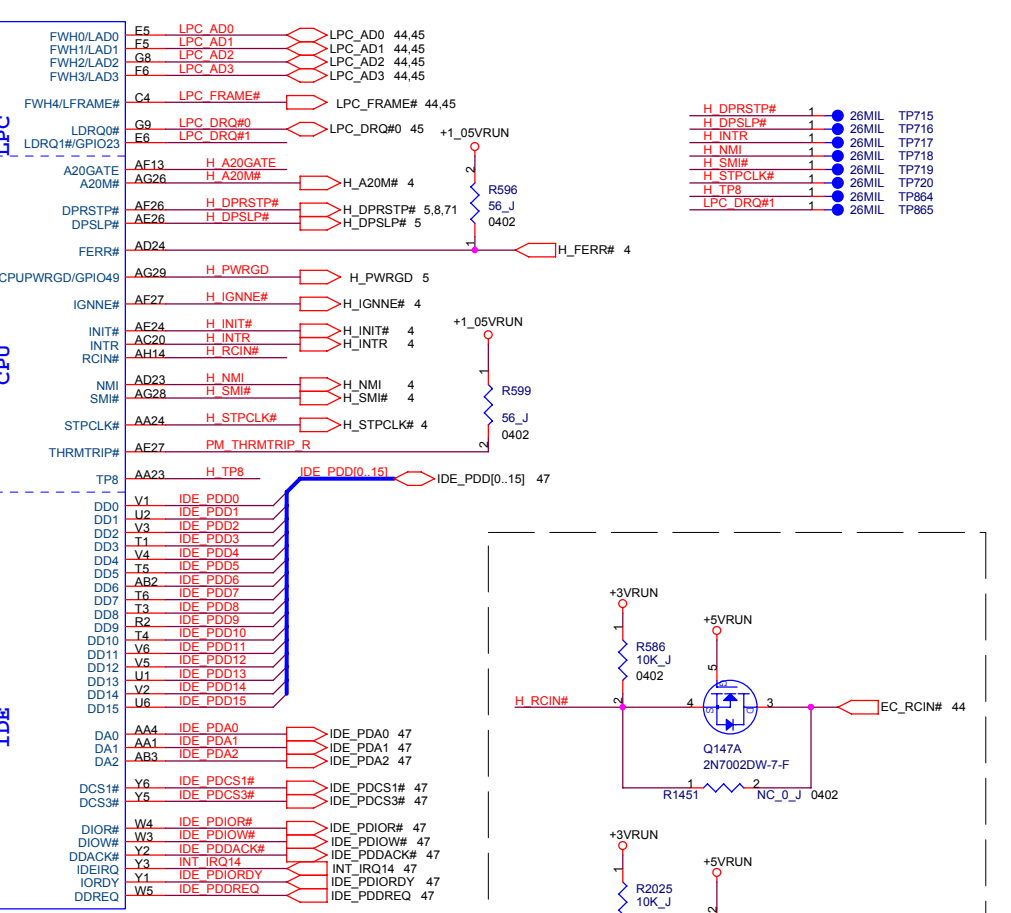 LPC
FWH0/LAD0 E5 LPC_AD0 LPC_AD0 44,45
FWH1/LAD1 F5 LPC_AD1 LPC_AD1 44,45
FWH2/LAD2 G8 LPC_AD2 LPC_AD2 44,45
FWH3/LAD3 F6 LPC_AD3 LPC_AD3 44,45
FWH4/LFRAME# C4 LPC_FRAME# LPC_FRAME# 44,45
LDRQ0# G9 LPC_DRQ#0 LPC_DRQ#0 45
LDRQ1#/GPIO23 E6 LPC_DRQ#1
CPU
A20GATE AF13 H_A20GATE
A20M# AG26 H_A20M# H_A20M# 4
DPRSTP# AF26 H_DPRSTP# H_DPRSTP# 5,8,71
DPSLP# AE26 H_DPSLP# H_DPSLP# 5
FERR# AD24 H_FERR# 4
CPUPWRGD/GPIO49 AG29 H_PWRGD H_PWRGD 5
IGNNE# AF27 H_IGNNE# H_IGNNE# 4
INIT# AE24 H_INIT# H_INIT# 4
INTR AC20 H_INTR H_INTR 4
RCIN# AH14 H_RCIN#
NMI AD23 H_NMI H_NMI 4
SMI# AG28 H_SMI# H_SMI# 4
STPCLK# AA24 H_STPCLK# H_STPCLK# 4
THRMTRIP# AE27 PM_THRMTRIP_R
TP8 AA23 H_TP8
IDE_PDD[0..15] IDE_PDD[0..15] 47
+1_05VRUN
2
R596
56_J
0402
1
+1_05VRUN
1
R599
56_J
0402
2
H_DPRSTP# 1 26MIL TP715
H_DPSLP# 1 26MIL TP716
H_INTR 1 26MIL TP717
H_NMI 1 26MIL TP718
H_SMI# 1 26MIL TP719
H_STPCLK# 1 26MIL TP720
H_TP8 1 26MIL TP864
LPC_DRQ#1 1 26MIL TP865
IDE
DD0 V1 IDE_PDD0
DD1 U2 IDE_PDD1
DD2 V3 IDE_PDD2
DD3 T1 IDE_PDD3
DD4 V4 IDE_PDD4
DD5 T5 IDE_PDD5
DD6 AB2 IDE_PDD6
DD7 T6 IDE_PDD7
DD8 T3 IDE_PDD8
DD9 R2 IDE_PDD9
DD10 T4 IDE_PDD10
DD11 V6 IDE_PDD11
DD12 V5 IDE_PDD12
DD13 U1 IDE_PDD13
DD14 V2 IDE_PDD14
DD15 U6 IDE_PDD15
DA0 AA4 IDE_PDA0 IDE_PDA0 47
DA1 AA1 IDE_PDA1 IDE_PDA1 47
DA2 AB3 IDE_PDA2 IDE_PDA2 47
DCS1# Y6 IDE_PDCS1# IDE_PDCS1# 47
DCS3# Y5 IDE_PDCS3# IDE_PDCS3# 47
DIOR# W4 IDE_PDIOR# IDE_PDIOR# 47
DIOW# W3 IDE_PDIOW# IDE_PDIOW# 47
DDACK# Y2 IDE_PDDACK# IDE_PDDACK# 47
IDEIRQ Y3 INT_IRQ14 INT_IRQ14 47
IORDY Y1 IDE_PDIORDY IDE_PDIORDY 47
DDREQ W5 IDE_PDDREQ IDE_PDDREQ 47
+3VRUN
1
R586
10K_J
0402
2
+5VRUN
5
G
H_RCIN# 4 S D 3 EC_RCIN# 44
Q147A
2N7002DW-7-F
1 2
R1451 NC_0_J 0402
+3VRUN
1
R2025
10K_J
+5VRUN
2